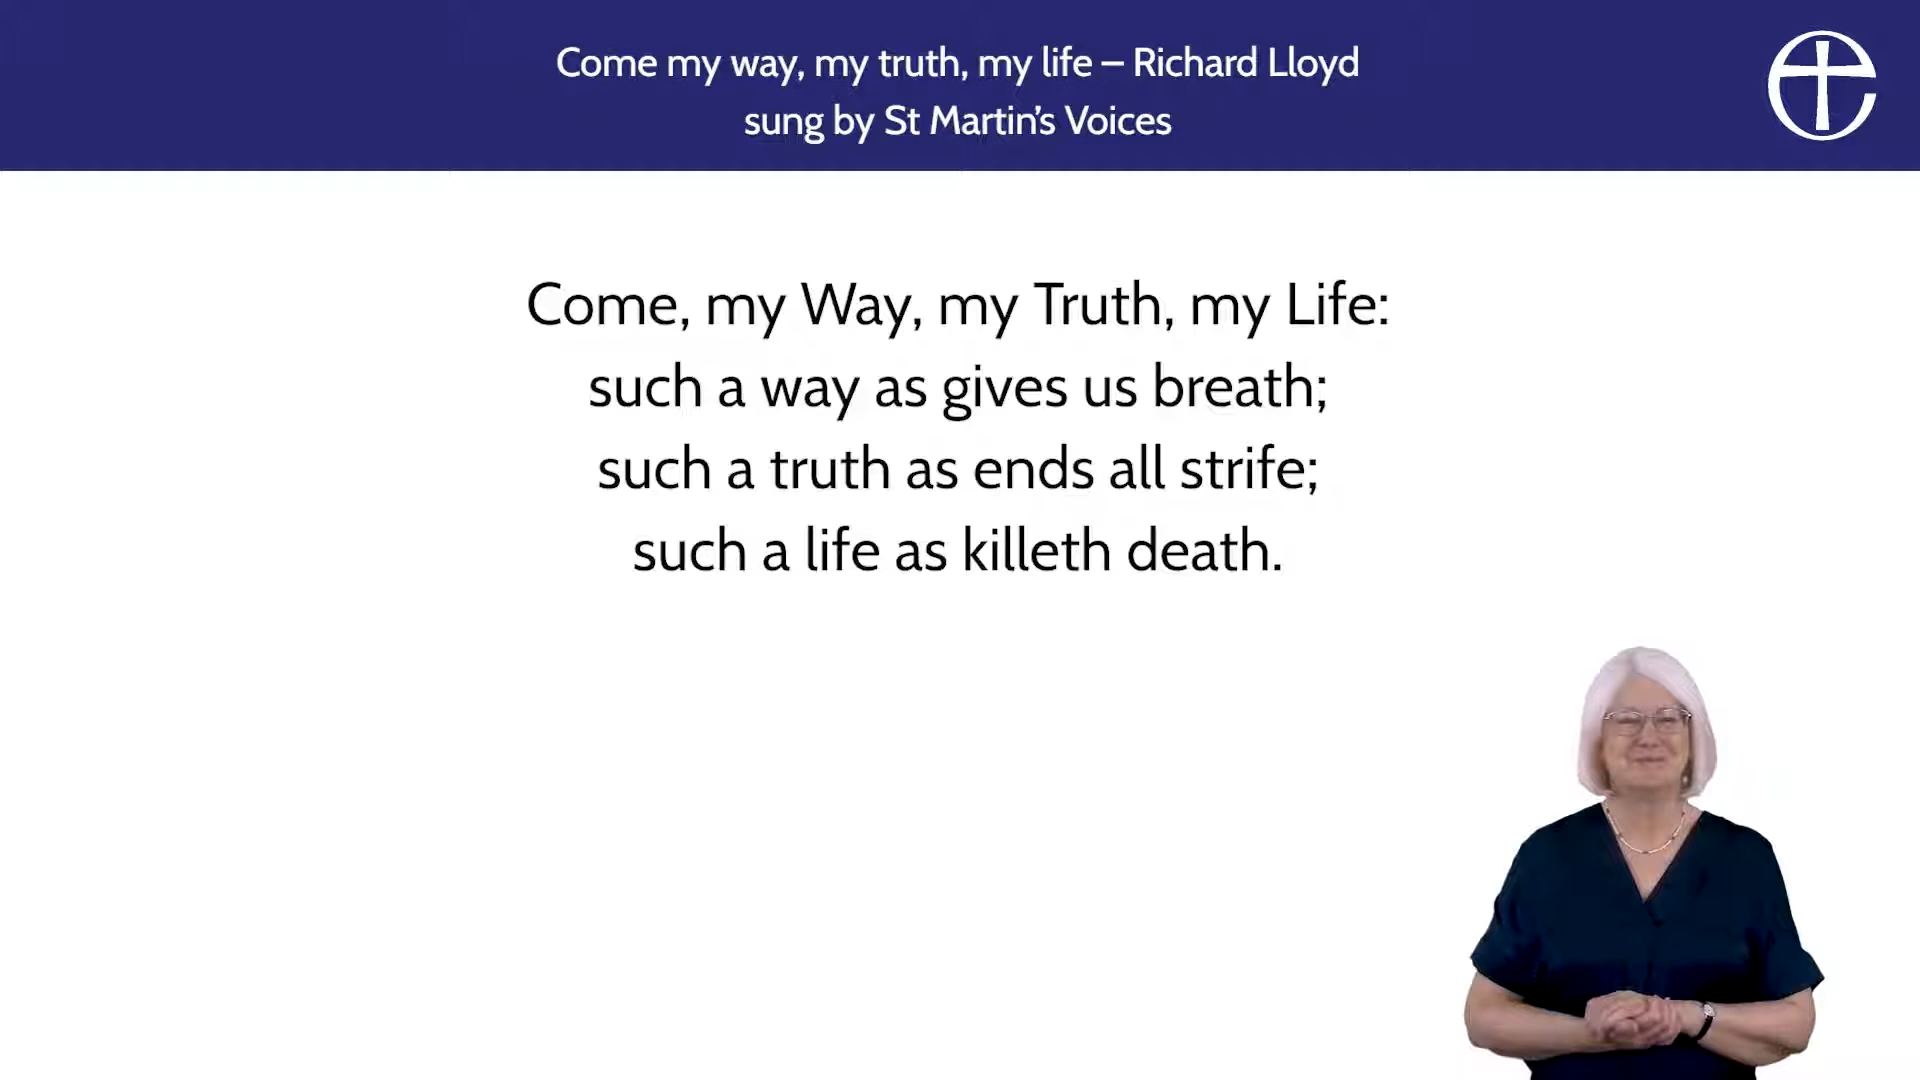 Come my way, my truth, my life – Richard Lloyd
sung by St Martin's Voices
Come, my Way, my Truth, my Life:
such a way as gives us breath;
such a truth as ends all strife;
such a life as killeth death.